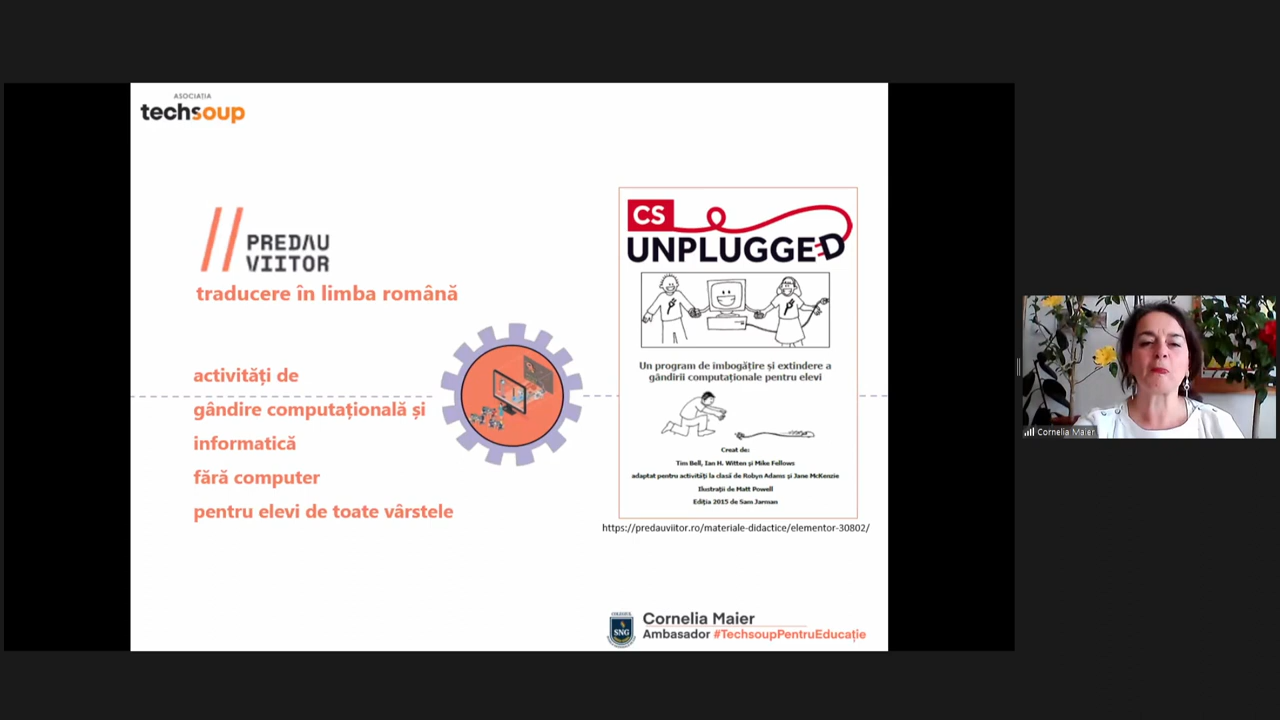 ASOCIAȚIA
techsoup
PREDAU
VIITOR
traducere în limba română
activități de
gândire computațională și
informatică
fără computer
pentru elevi de toate vârstele
CS
UNPLUGGED
Un program de îmbogățire și extindere a
gândirii computaționale pentru elevi
Creat de:
Tim Bell, Ian H. Witten și Mike Fellows
adaptat pentru activități la clasă de Robyn Adams și Jane McKenzie
Ilustrații de Matt Powell
Ediția 2015 de Sam Jarman
https://predauviitor.ro/materiale-didactice/elementor-30802/
COLEGIUL
SNG
Cornelia Maier
Ambasador #TechsoupPentruEducație
Cornelia Maier